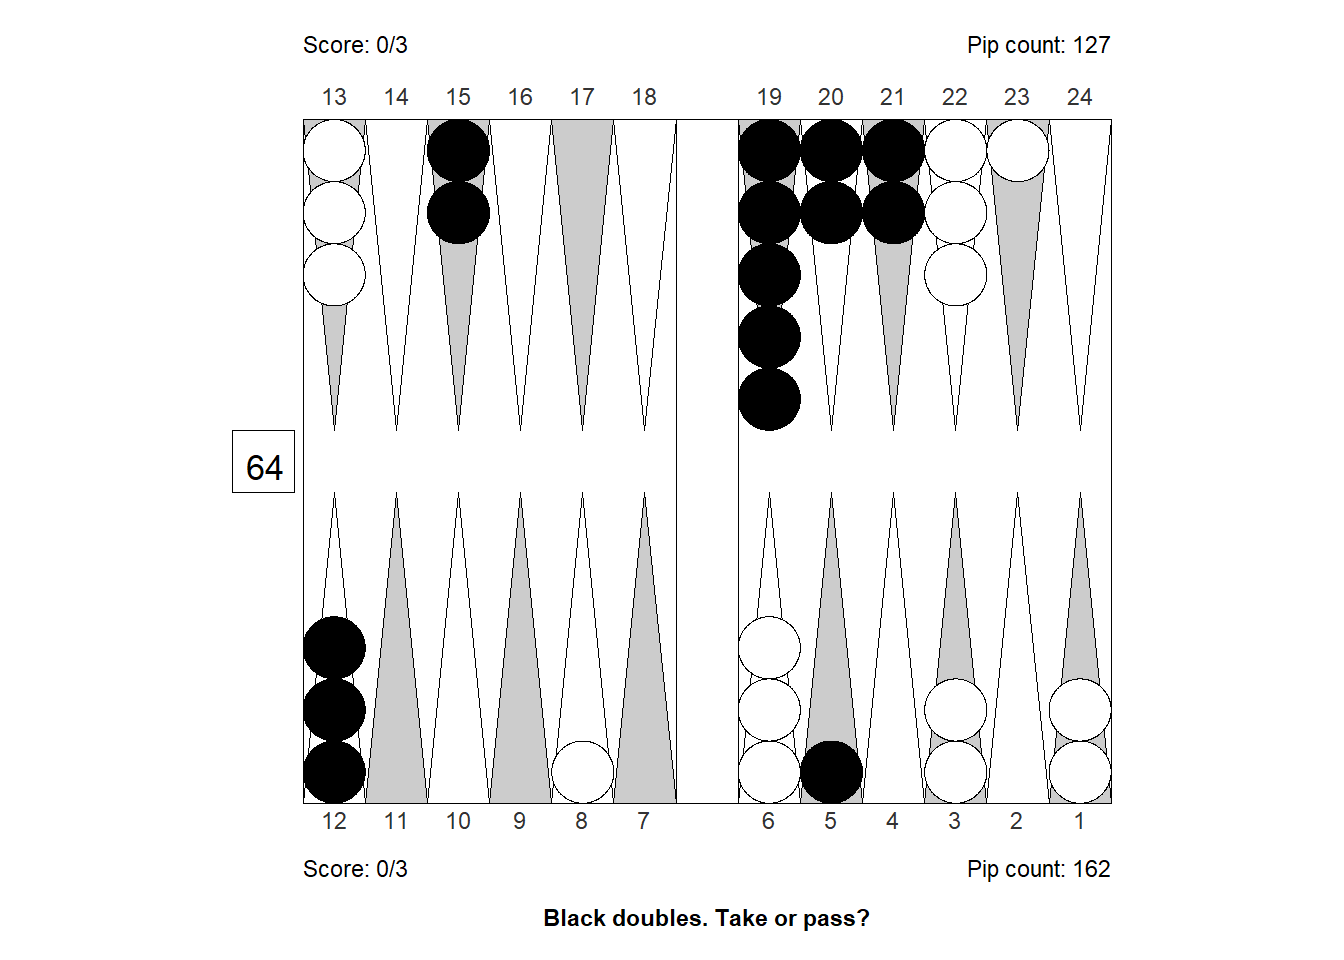 Score: 0/3 Pip count: 127
13 14 15 16 17 18 19 20 21 22 23 24
64
12 11 10 9 8 7 6 5 4 3 2 1
Score: 0/3 Pip count: 162
Black doubles. Take or pass?